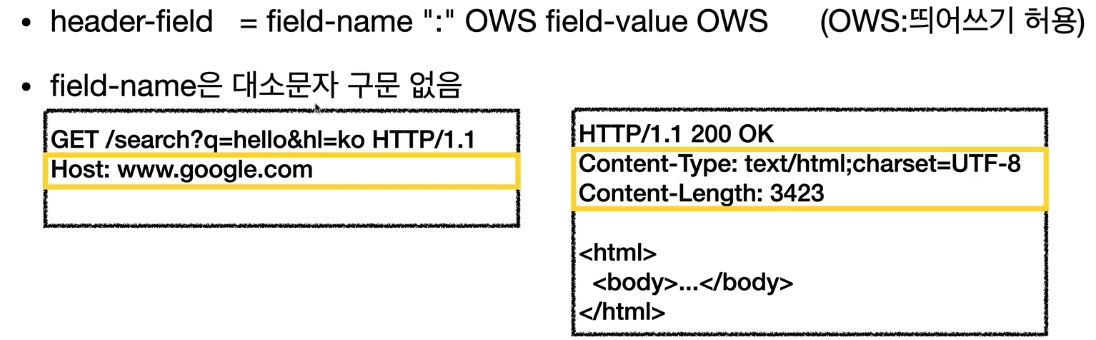 • header-field = field-name ":" OWS field-value OWS (OWS:띄어쓰기 허용)
• field-name은 대소문자 구문 없음
GET /search?q=hello&hl=ko HTTP/1.1
Host: www.google.com
HTTP/1.1 200 OK
Content-Type: text/html;charset=UTF-8
Content-Length: 3423
<html>
<body>...</body>
</html>